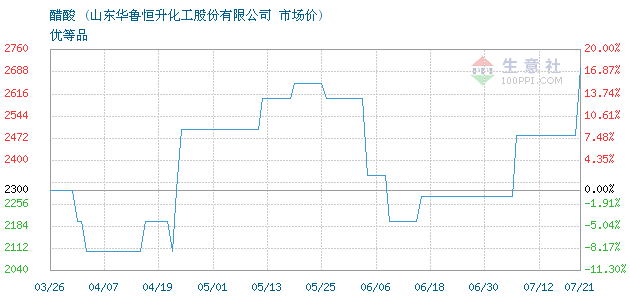 醋酸 (山东华鲁恒升化工股份有限公司 市场价)
优等品
2760 20.00%
2688 16.87%
2616 13.74%
2544 10.61%
2472 7.48%
2400 4.35%
2300 0.00%
2256 -1.91%
2184 -5.04%
2112 -8.17%
2040 -11.30%
生意社
100PPI.COM
03/26 04/07 04/19 05/01 05/13 05/25 06/06 06/18 06/30 07/12 07/21